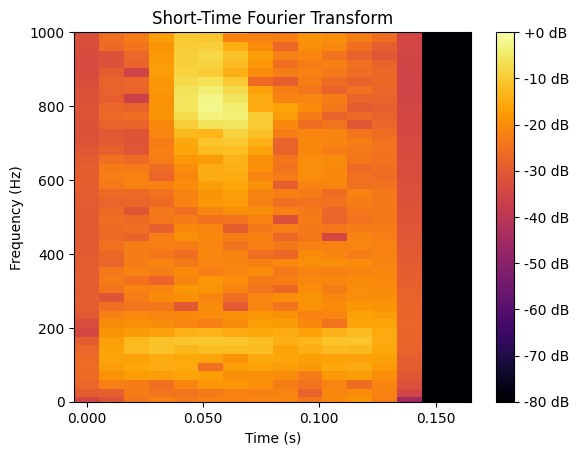 Short-Time Fourier Transform
1000
800
600
400
200
0
Frequency (Hz)
0.000
0.050
0.100
0.150
Time (s)
+0 dB
-10 dB
-20 dB
-30 dB
-40 dB
-50 dB
-60 dB
-70 dB
-80 dB